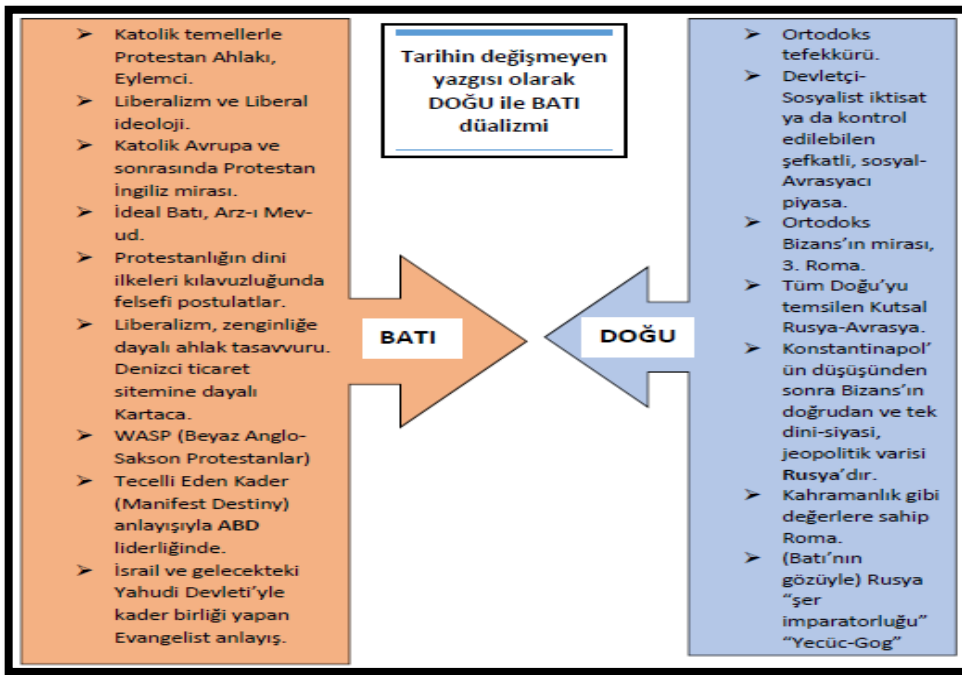 ➢ Katolik temellerle
Protestan Ahlakı,
Eylemci.
➢ Liberalizm ve Liberal
ideoloji.
➢ Katolik Avrupa ve
sonrasında Protestan
İngiliz mirası.
➢ İdeal Batı, Arz-ı Mev-
ud.
➢ Protestanlığın dini
ilkeleri kılavuzluğunda
felsefi postulatlar.
➢ Liberalizm, zenginliğe
dayalı ahlak tasavvuru.
Denizci ticaret
sitemine dayalı
Kartaca.
➢ WASP (Beyaz Anglo-
Sakson Protestanlar)
➢ Tecelli Eden Kader
(Manifest Destiny)
anlayışıyla ABD
liderliğinde.
➢ İsrail ve gelecekteki
Yahudi Devleti’yle
kader birliği yapan
Evangelist anlayış.
Tarihin değişmeyen
yazgısı olarak
DOĞU ile BATI
düalizmi
BATI
DOĞU
➢ Ortodoks
tefekkürü.
➢ Devletçi-
Sosyalist iktisat
ya da kontrol
edilebilen
şefkatli, sosyal-
Avrasyacı
piyasa.
➢ Ortodoks
Bizans’ın mirası,
3. Roma.
➢ Tüm Doğu’yu
temsilen Kutsal
Rusya-Avrasya.
➢ Konstantinapol’
ün düşüşünden
sonra Bizans’ın
doğrudan ve tek
dini-siyasi,
jeopolitik varisi
Rusya’dır.
➢ Kahramanlık gibi
değerlere sahip
Roma.
➢ (Batı’nın
gözüyle) Rusya
“şer
imparatorluğu”
“Yecüc-Gog”